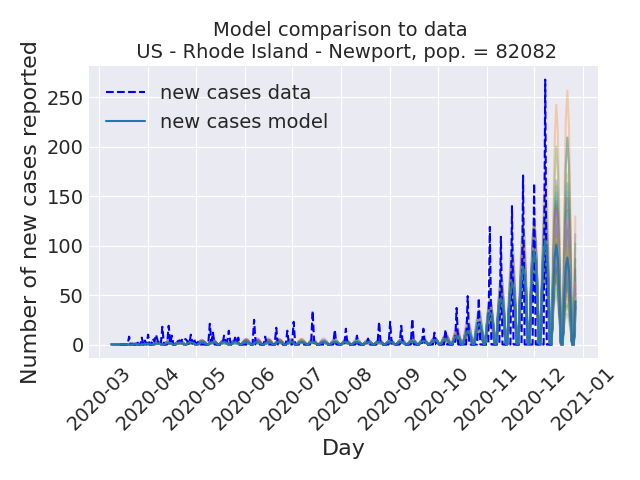 Model comparison to data
US - Rhode Island - Newport, pop. = 82082
Number of new cases reported
250
200
150
100
50
0
new cases data
new cases model
2020-03
2020-04
2020-05
2020-06
2020-07
2020-08
2020-09
2020-10
2020-11
2020-12
2021-01
Day